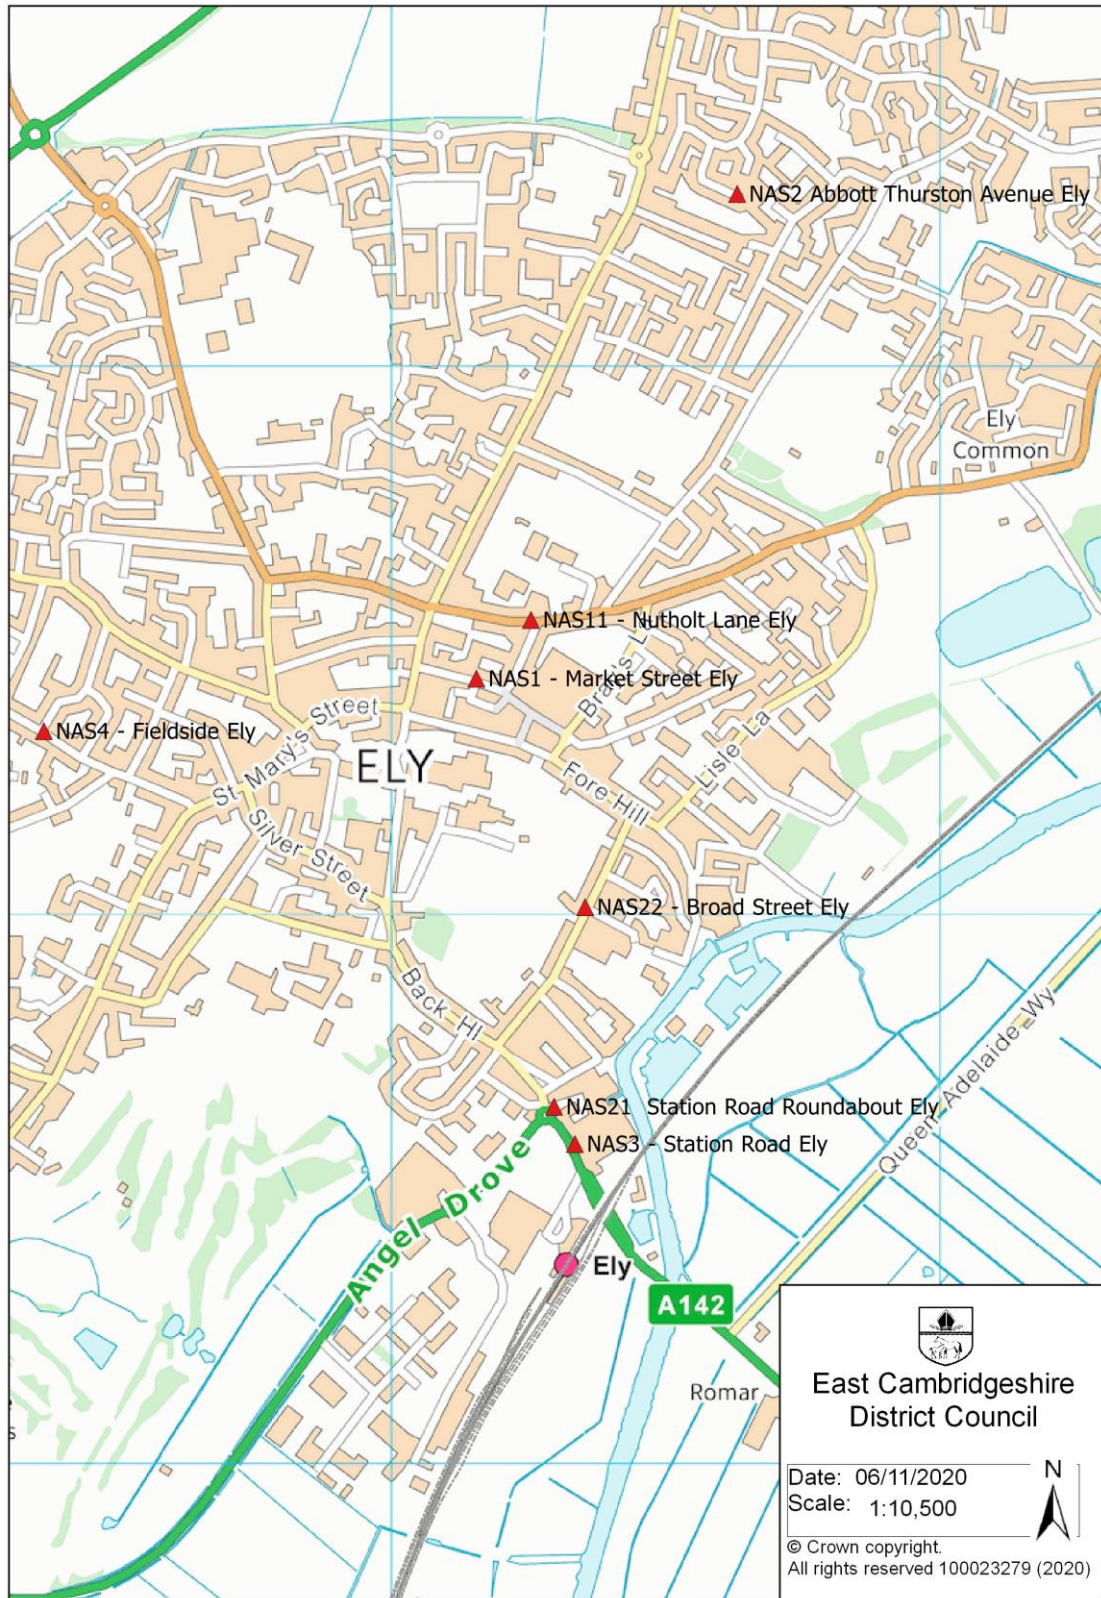 NAS2 Abbott Thurston Avenue Ely
Ely
Common
NAS11 - Nutholt Lane Ely
NAS1 - Market Street Ely
NAS4 - Fieldside Ely
St Mary's Street
ELY
Lisle La
Fore Hill
Silver Street
NAS22 - Broad Street Ely
Back Hl
Queen Adelaide Wy
NAS21 Station Road Roundabout Ely
NAS3 - Station Road Ely
Angel Drove
Ely
A142
Romar
East Cambridgeshire
District Council
Date: 06/11/2020
Scale: 1:10,500
N
© Crown copyright.
All rights reserved 100023279 (2020)